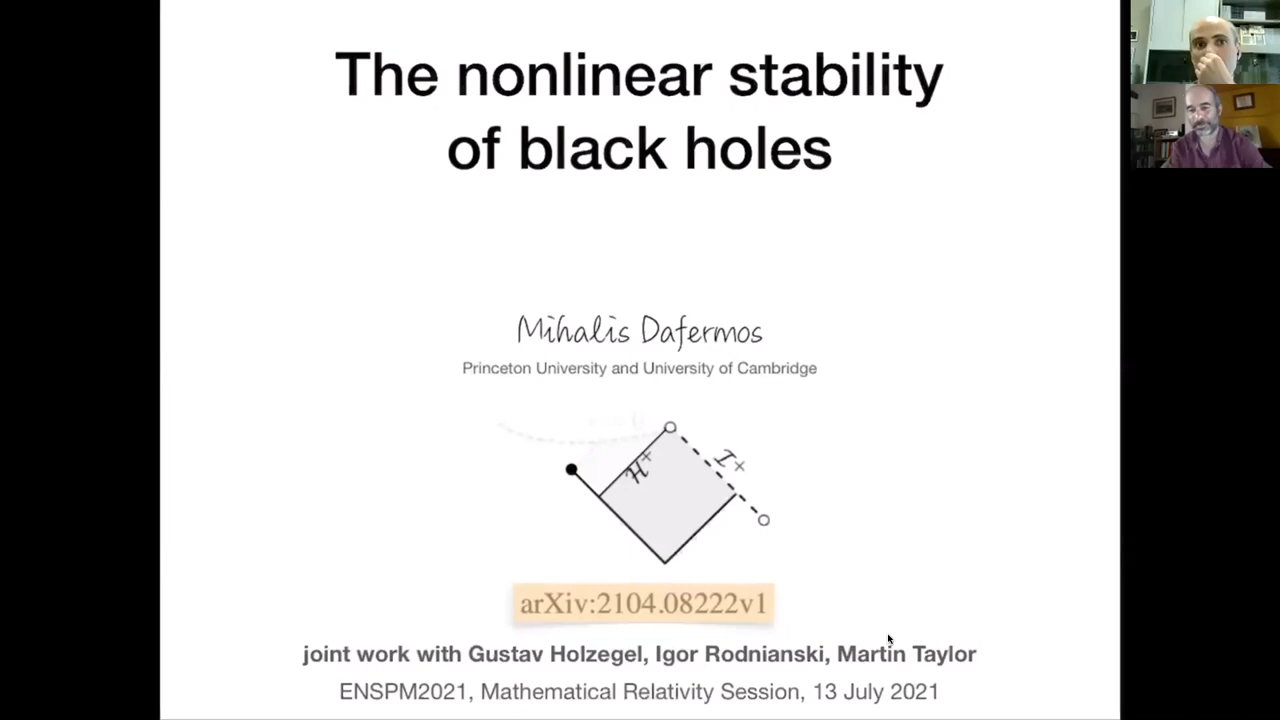 The nonlinear stability
of black holes
Mihalis Dafermos
Princeton University and University of Cambridge
H+
I+
arXiv:2104.08222v1
joint work with Gustav Holzegel, Igor Rodnianski, Martin Taylor
ENSPM2021, Mathematical Relativity Session, 13 July 2021